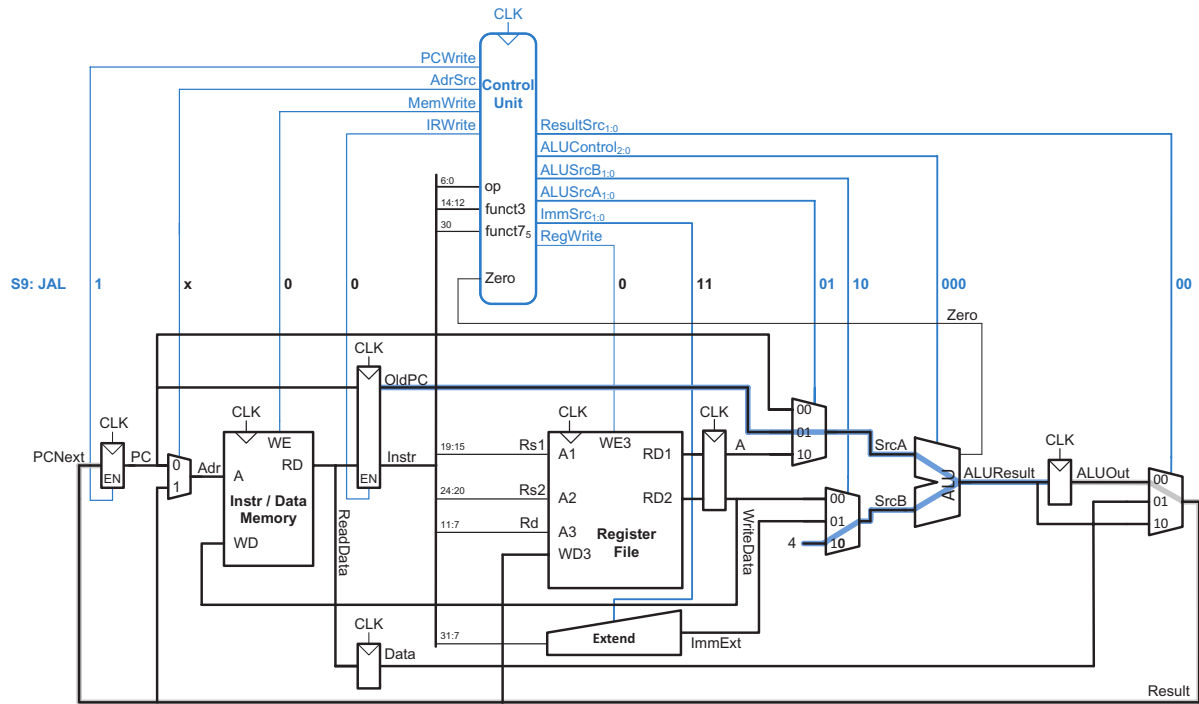 CLK
PCWrite
AdrSrc
MemWrite
IRWrite
Control
Unit
ResultSrc1:0
ALUControl2:0
ALUSrcB1:0
ALUSrcA1:0
ImmSrc1:0
RegWrite
6:0 op
14:12 funct3
30 funct75
Zero
S9: JAL 1 x 0 0 0 11 01 10 000 00
Zero
CLK
OldPC
CLK
CLK
CLK
CLK
CLK
PCNext
EN
PC
0
1
Adr
WE
A
RD
Instr / Data
Memory
WD
ReadData
EN
Instr
19:15 Rs1
24:20 Rs2
11:7 Rd
A1
A2
A3
WD3
WE3
RD1
RD2
Register
File
A
WriteData
00
01
10
SrcA
00
01
10
4
SrcB
ALU
ALUResult
ALUOut
00
01
10
31:7
Extend
ImmExt
CLK
Data
Result